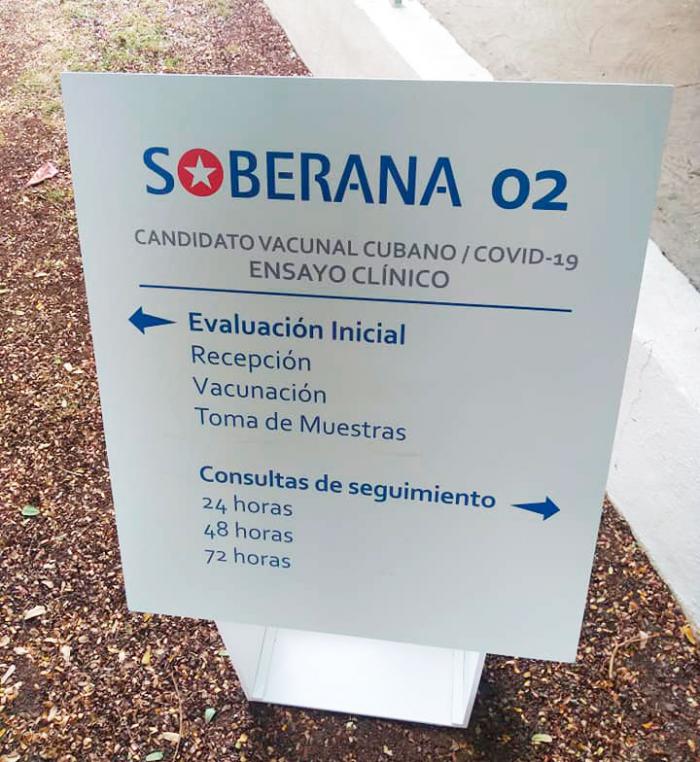 SOBERANA 02
CANDIDATO VACUNAL CUBANO / COVID-19
ENSAYO CLÍNICO
Evaluación Inicial
Recepción
Vacunación
Toma de Muestras
Consultas de seguimiento
24 horas
48 horas
72 horas